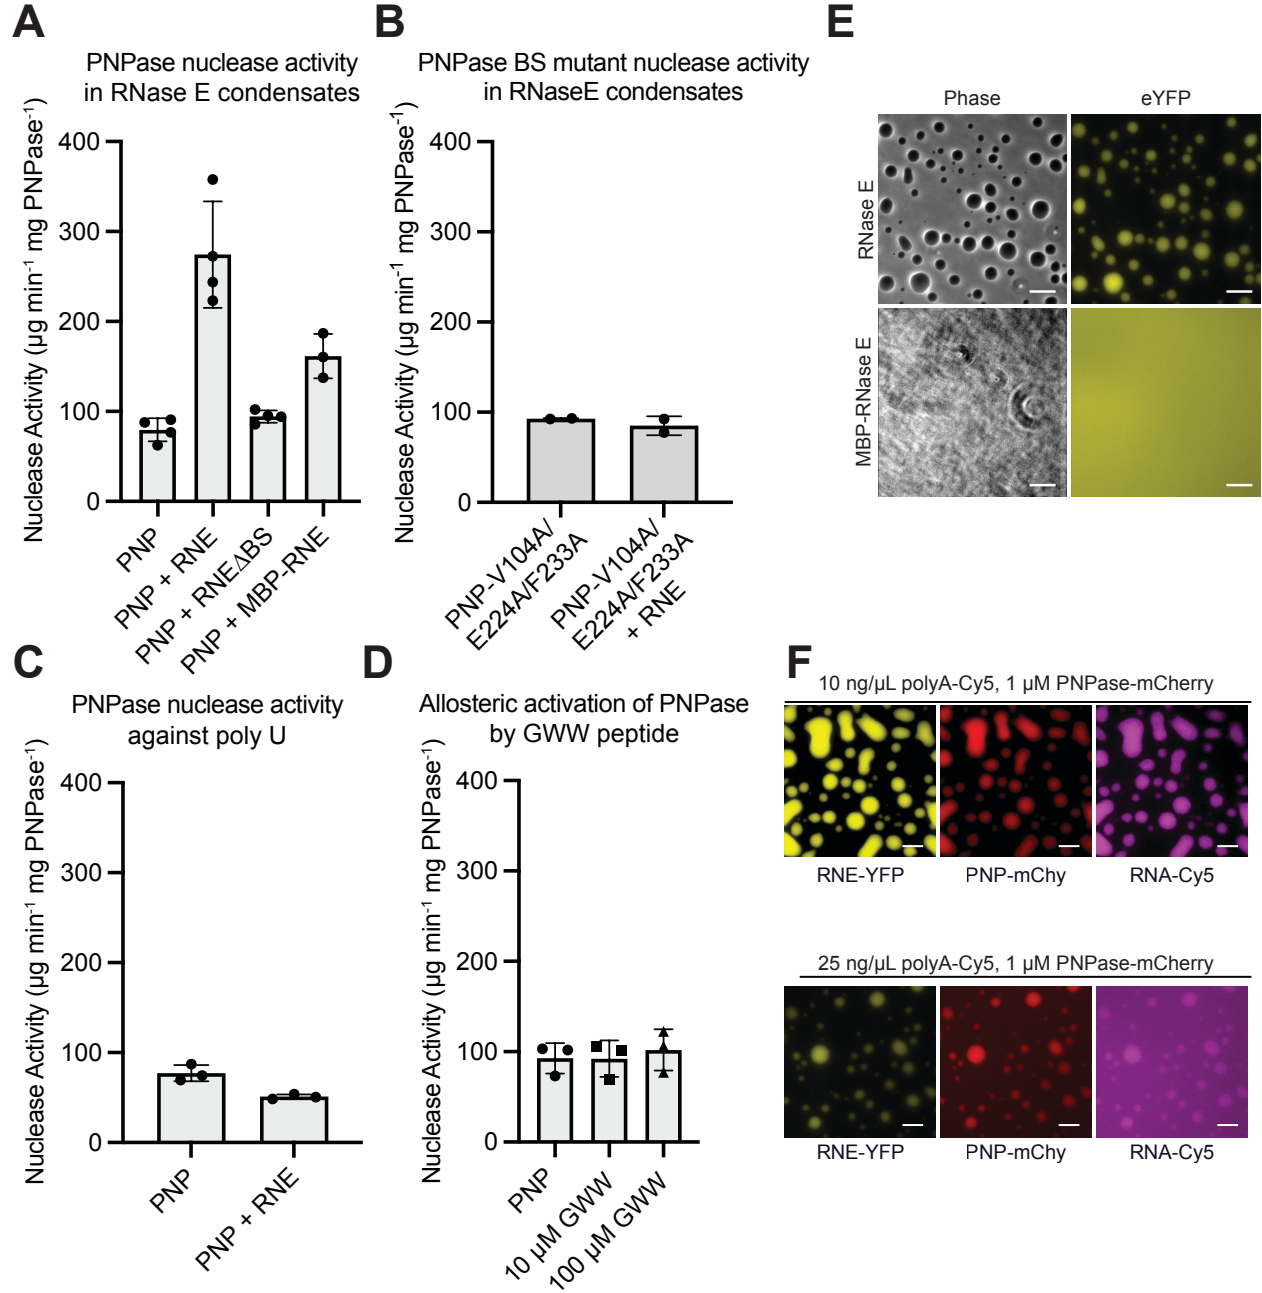 A
PNPase nuclease activity
in RNase E condensates
Nuclease Activity (µg min⁻¹ mg PNPase⁻¹)
400
300
200
100
0
PNP
PNP + RNE
PNP + RNEΔBS
PNP + MBP-RNE
B
PNPase BS mutant nuclease activity
in RNaseE condensates
Nuclease Activity (µg min⁻¹ mg PNPase⁻¹)
400
300
200
100
0
PNP-V104A/
E224A/F233A
PNP-V104A/
E224A/F233A
+ RNE
E
Phase
eYFP
RNase E
MBP-RNase E
C
PNPase nuclease activity
against poly U
Nuclease Activity (µg min⁻¹ mg PNPase⁻¹)
400
300
200
100
0
PNP
PNP + RNE
D
Allosteric activation of PNPase
by GWW peptide
Nuclease Activity (µg min⁻¹ mg PNPase⁻¹)
400
300
200
100
0
PNP
10 µM GWW
100 µM GWW
F
10 ng/µL polyA-Cy5, 1 µM PNPase-mCherry
RNE-YFP
PNP-mChy
RNA-Cy5
25 ng/µL polyA-Cy5, 1 µM PNPase-mCherry
RNE-YFP
PNP-mChy
RNA-Cy5